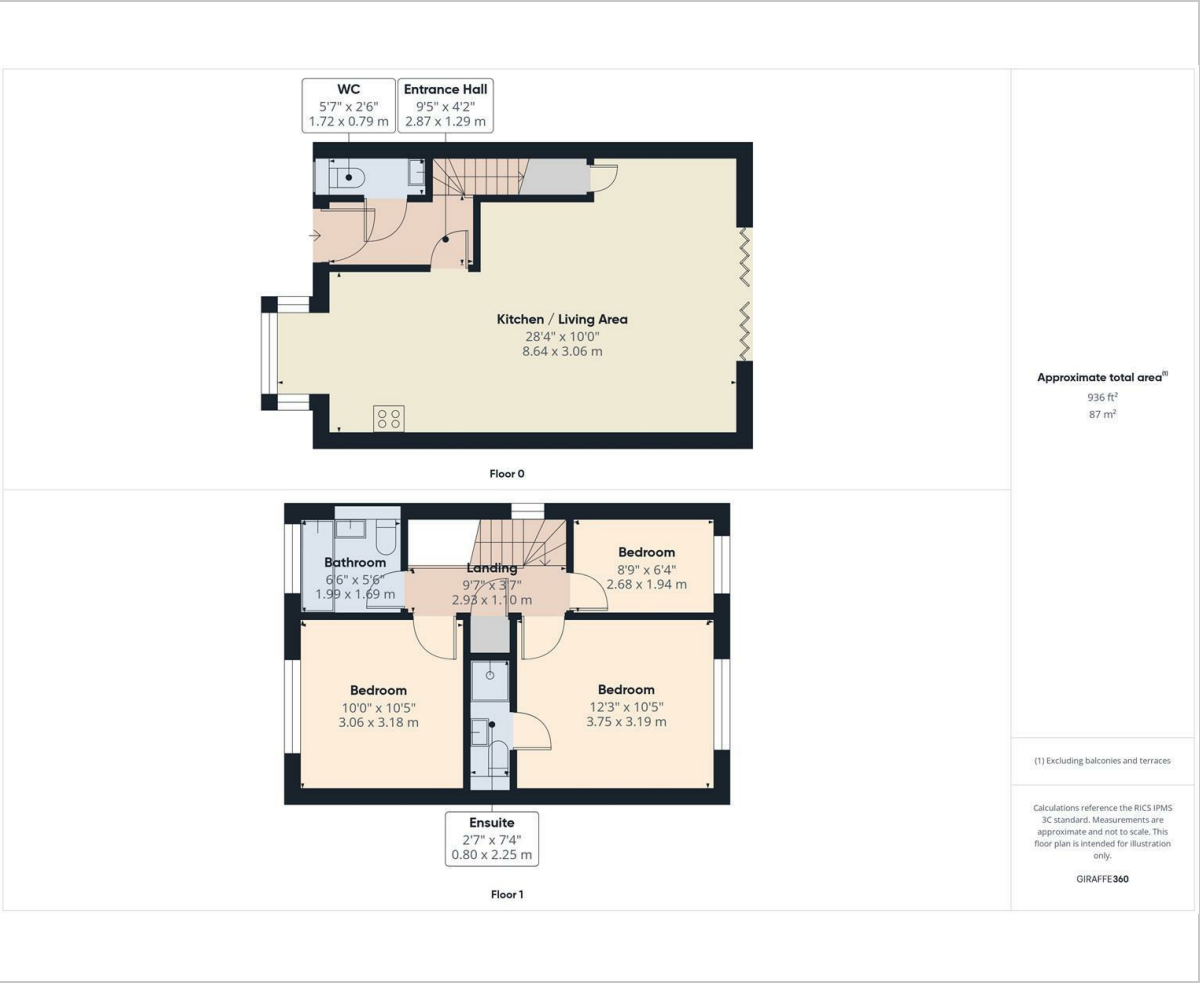 WC
5'7" x 2'6"
1.72 x 0.79 m
Entrance Hall
9'5" x 4'2"
2.87 x 1.29 m
Kitchen / Living Area
28'4" x 10'0"
8.64 x 3.06 m
Floor 0
Bathroom
6'6" x 5'6"
1.99 x 1.69 m
Landing
9'7" x 3'7"
2.93 x 1.10 m
Bedroom
8'9" x 6'4"
2.68 x 1.94 m
Bedroom
10'0" x 10'5"
3.06 x 3.18 m
Bedroom
12'3" x 10'5"
3.75 x 3.19 m
Ensuite
2'7" x 7'4"
0.80 x 2.25 m
Floor 1
Approximate total area⁽¹⁾
936 ft²
87 m²
(1) Excluding balconies and terraces
Calculations reference the RICS IPMS
3C standard. Measurements are
approximate and not to scale. This
floor plan is intended for illustration
only.
GIRAFFE360